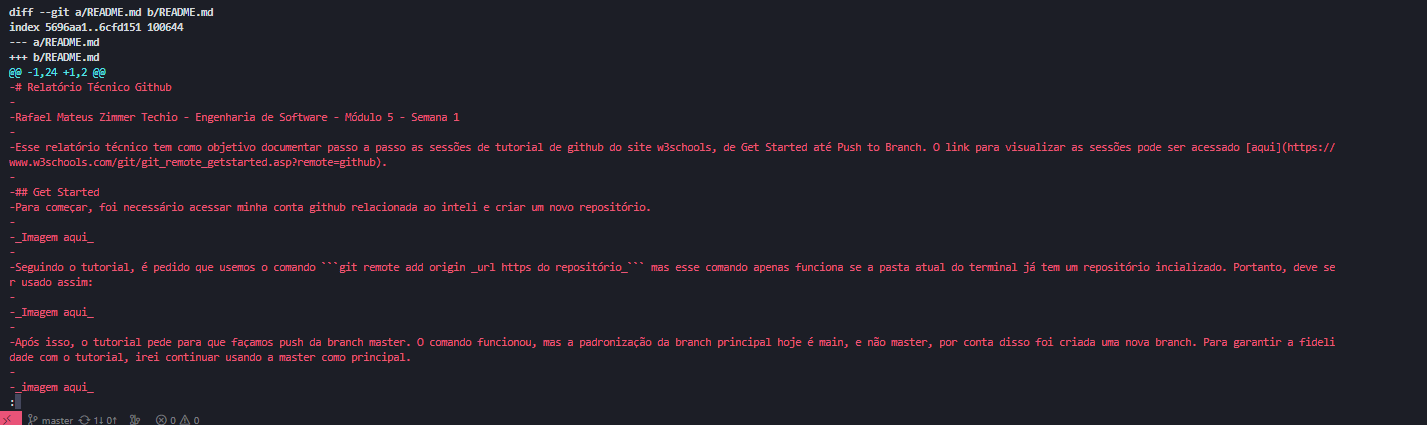 diff --git a/README.md b/README.md
index 5696aa1..6cfd151 100644
--- a/README.md
+++ b/README.md
@@ -1,24 +1,2 @@
-# Relatório Técnico Github
-
-Rafael Mateus Zimmer Techio - Engenharia de Software - Módulo 5 - Semana 1
-
-Esse relatório técnico tem como objetivo documentar passo a passo as sessões de tutorial de github do site w3schools, de Get Started até Push to Branch. O link para visualizar as sessões pode ser acessado [aqui](https://
www.w3schools.com/git/git_remote_getstarted.asp?remote=github).
-
-## Get Started
-Para começar, foi necessário acessar minha conta github relacionada ao inteli e criar um novo repositório.
-
-_Imagem aqui_
-
-Seguindo o tutorial, é pedido que usemos o comando ```git remote add origin _url https do repositório_``` mas esse comando apenas funciona se a pasta atual do terminal já tem um repositório incializado. Portanto, deve se
r usado assim:
-
-_Imagem aqui_
-
-Após isso, o tutorial pede para que façamos push da branch master. O comando funcionou, mas a padronização da branch principal hoje é main, e não master, por conta disso foi criada uma nova branch. Para garantir a fideli
dade com o tutorial, irei continuar usando a master como principal.
-
-_imagem aqui_
:
master 1↓ 0↑ 0 0